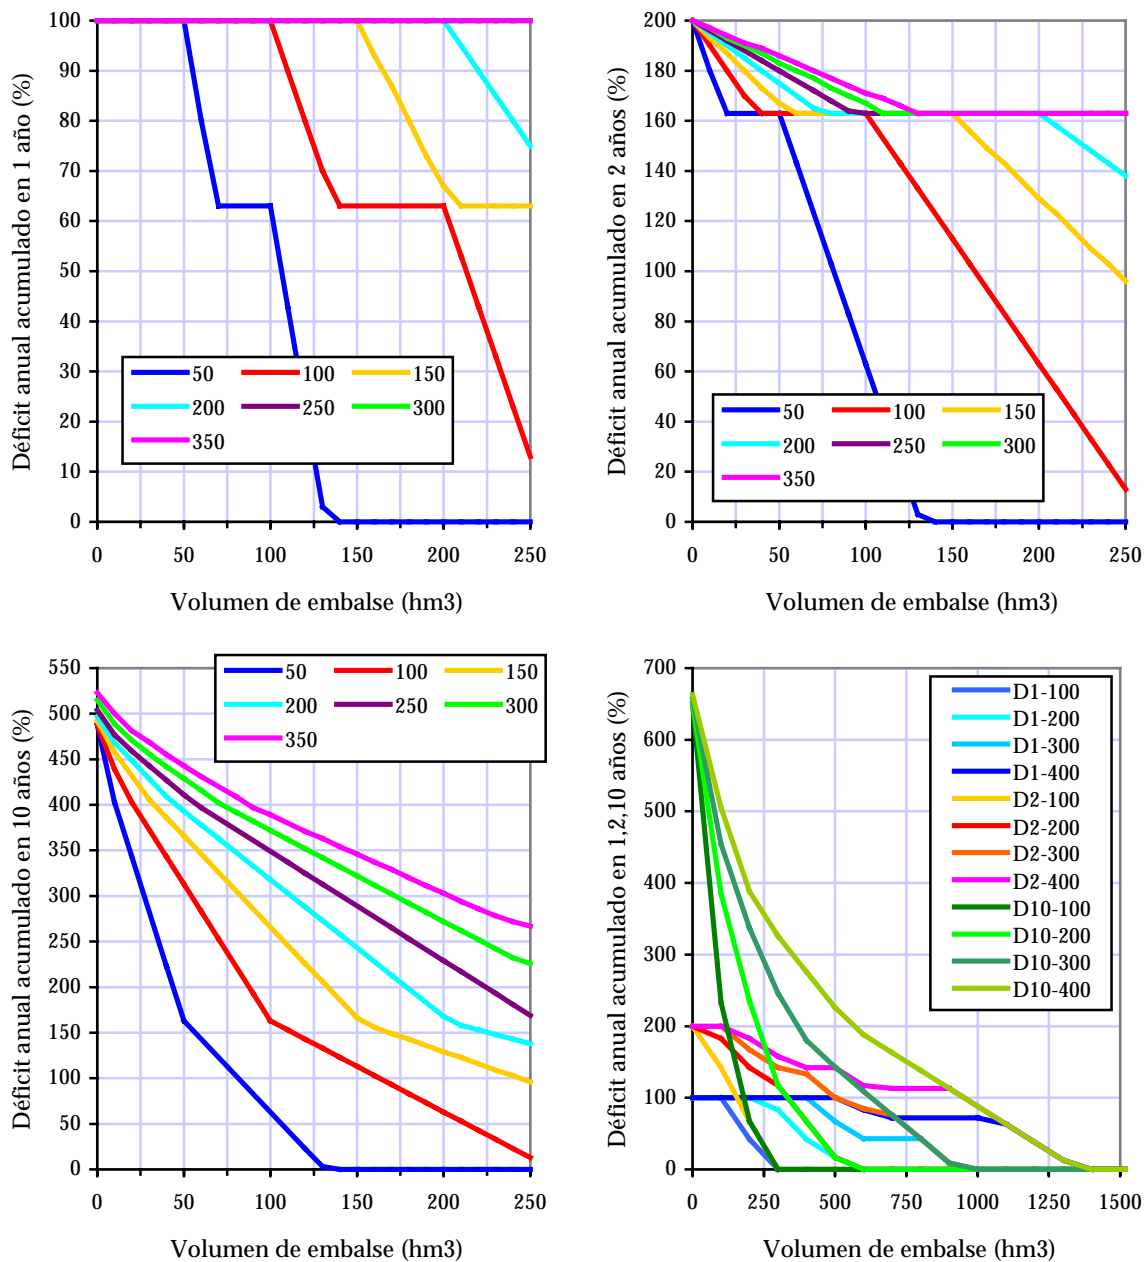 Déficit anual acumulado en 1 año (%)
100
90
80
70
60
50
40
30
20
10
0
50 100 150
200 250 300
350
0 50 100 150 200 250
Volumen de embalse (hm3)
Déficit anual acumulado en 2 años (%)
200
180
160
140
120
100
80
60
40
20
0
50 100 150
200 250 300
350
0 50 100 150 200 250
Volumen de embalse (hm3)
Déficit anual acumulado en 10 años (%)
550
500
450
400
350
300
250
200
150
100
50
0
50 100 150
200 250 300
350
0 50 100 150 200 250
Volumen de embalse (hm3)
Déficit anual acumulado en 1,2,10 años (%)
700
600
500
400
300
200
100
0
D1-100
D1-200
D1-300
D1-400
D2-100
D2-200
D2-300
D2-400
D10-100
D10-200
D10-300
D10-400
0 250 500 750 1000 1250 1500
Volumen de embalse (hm3)